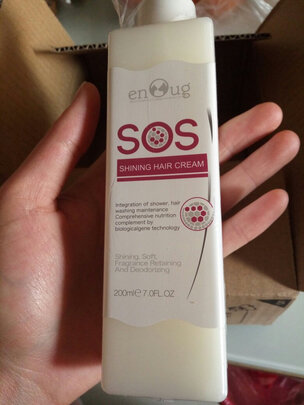 enoug
SOS
SHINING HAIR CREAM
Integration of shower, hair
washing maintenance
Comprehensive nutrition
complement by
biologicalgene technology
Shining, Soft,
Fragrance Retaining
And Deodorizing
200ml℮7.0FL.OZ